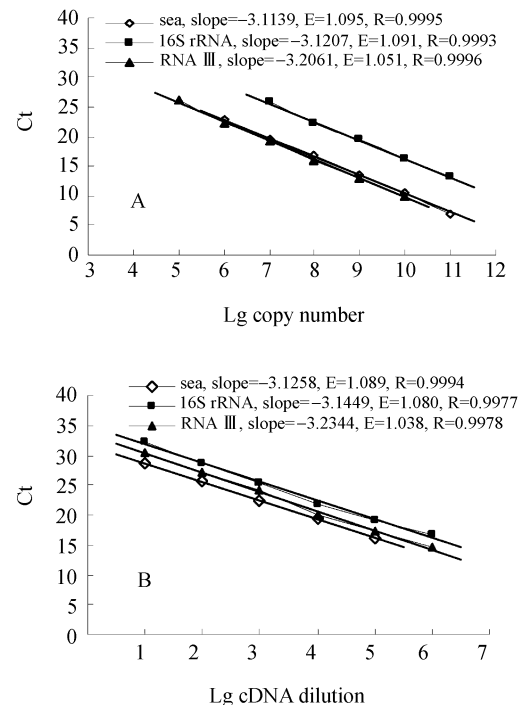 sea, slope=−3.1139, E=1.095, R=0.9995
16S rRNA, slope=−3.1207, E=1.091, R=0.9993
RNA Ⅲ, slope=−3.2061, E=1.051, R=0.9996
40
35
30
25
20
15
10
5
0
Ct
A
3 4 5 6 7 8 9 10 11 12
Lg copy number
sea, slope=−3.1258, E=1.089, R=0.9994
16S rRNA, slope=−3.1449, E=1.080, R=0.9977
RNA Ⅲ, slope=−3.2344, E=1.038, R=0.9978
40
35
30
25
20
15
10
5
0
Ct
B
1 2 3 4 5 6 7
Lg cDNA dilution